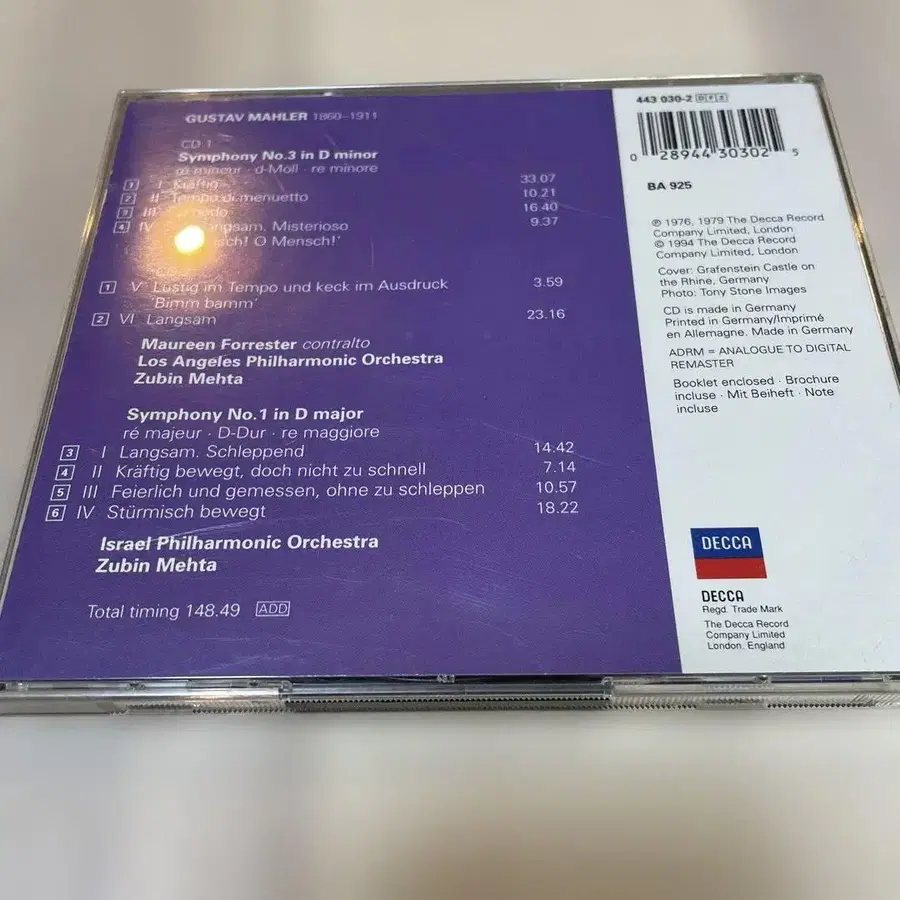 GUSTAV MAHLER 1860–1911
CD 1
Symphony No.3 in D minor
ré mineur · d-Moll · re minore
1 I Kräftig 33.07
2 II Tempo di menuetto 10.21
3 III 16.40
4 IV Langsam. Misterioso 9.37
O Mensch!'
1 V Lustig im Tempo und keck im Ausdruck 3.59
'Bimm bamm'
2 VI Langsam 23.16
Maureen Forrester contralto
Los Angeles Philharmonic Orchestra
Zubin Mehta
Symphony No.1 in D major
ré majeur · D-Dur · re maggiore
3 I Langsam. Schleppend 14.42
4 II Kräftig bewegt, doch nicht zu schnell 7.14
5 III Feierlich und gemessen, ohne zu schleppen 10.57
6 IV Stürmisch bewegt 18.22
Israel Philharmonic Orchestra
Zubin Mehta
Total timing 148.49 ADD
443 030-2 DF2
0 28944 30302 5
BA 925
℗ 1976, 1979 The Decca Record
Company Limited, London
© 1994 The Decca Record
Company Limited, London
Cover: Grafenstein Castle on
the Rhine, Germany
Photo: Tony Stone Images
CD is made in Germany
Printed in Germany/Imprimé
en Allemagne. Made in Germany
ADRM = ANALOGUE TO DIGITAL
REMASTER
Booklet enclosed · Brochure
incluse · Mit Beiheft · Note
incluse
DECCA
DECCA
Regd. Trade Mark
The Decca Record
Company Limited
London, England